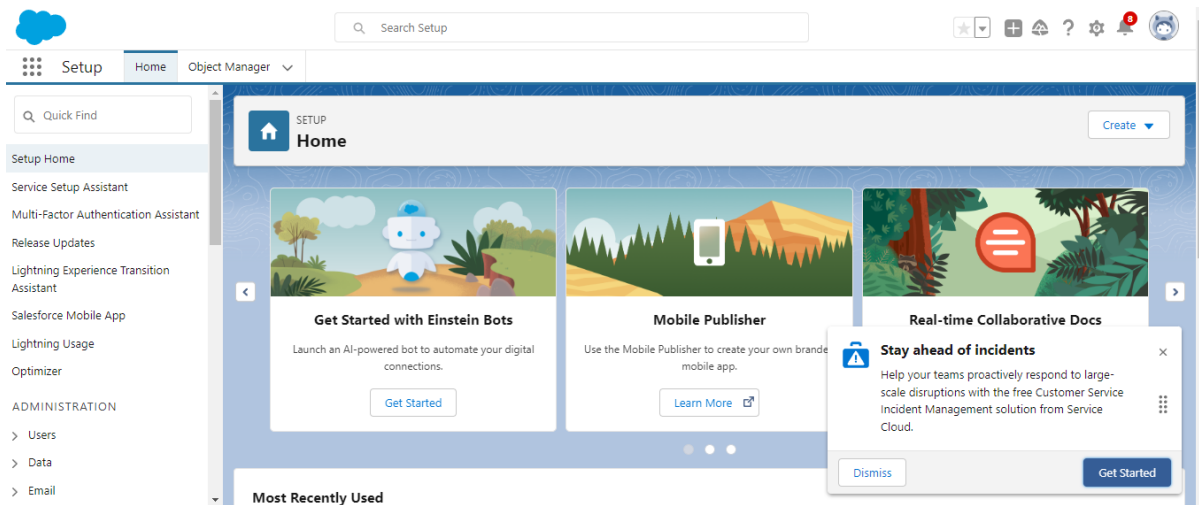 Search Setup
8
Setup
Home
Object Manager
Quick Find
Setup Home
Service Setup Assistant
Multi-Factor Authentication Assistant
Release Updates
Lightning Experience Transition
Assistant
Salesforce Mobile App
Lightning Usage
Optimizer
ADMINISTRATION
Users
Data
Email
SETUP
Home
Create
Get Started with Einstein Bots
Launch an AI-powered bot to automate your digital
connections.
Get Started
Mobile Publisher
Use the Mobile Publisher to create your own brande
mobile app.
Learn More
Real-time Collaborative Docs
Stay ahead of incidents
Help your teams proactively respond to large-
scale disruptions with the free Customer Service
Incident Management solution from Service
Cloud.
Dismiss
Get Started
Most Recently Used